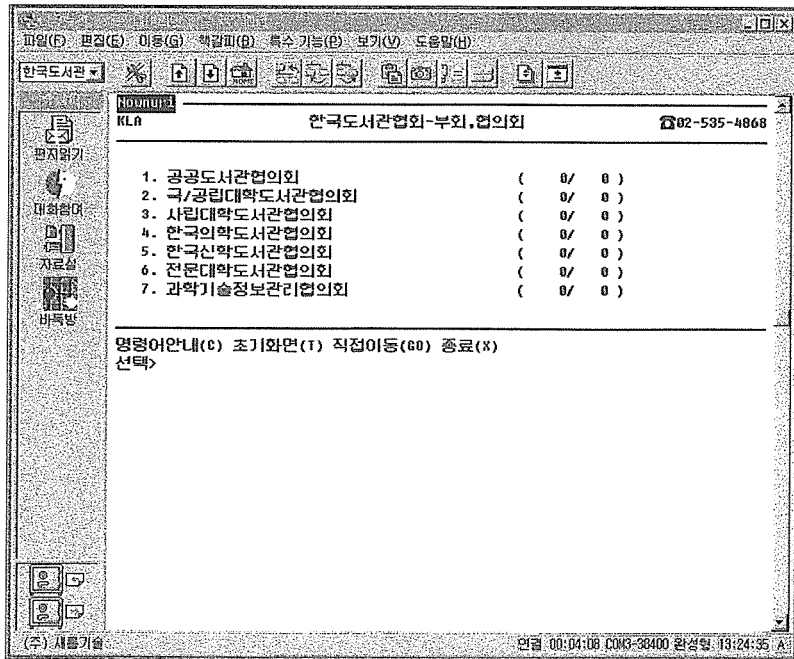 파일(F) 편집(E) 이동(G) 책갈피(B) 특수 기능(P) 보기(V) 도움말(H)
한국도서관
HOME
Nownuri
KLA 한국도서관협회-부회,협의회 ☎02-535-4868
편지읽기
대화참여
자료실
바둑방
1. 공공도서관협의회 ( 0/ 0 )
2. 국/공립대학도서관협의회 ( 0/ 0 )
3. 사립대학도서관협의회 ( 0/ 0 )
4. 한국의학도서관협의회 ( 0/ 0 )
5. 한국신학도서관협의회 ( 0/ 0 )
6. 전문대학도서관협의회 ( 0/ 0 )
7. 과학기술정보관리협의회 ( 0/ 0 )
명령어안내(C) 초기화면(T) 직접이동(GO) 종료(X)
선택>
(주) 새롬기술 연결 00:04:08 COM3-38400 완성형 13:24:35 A